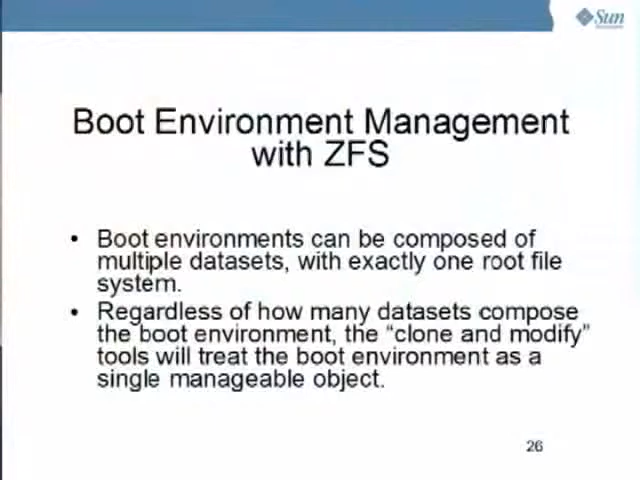 Sun
Boot Environment Management
with ZFS
• Boot environments can be composed of
multiple datasets, with exactly one root file
system.
• Regardless of how many datasets compose
the boot environment, the “clone and modify”
tools will treat the boot environment as a
single manageable object.
26